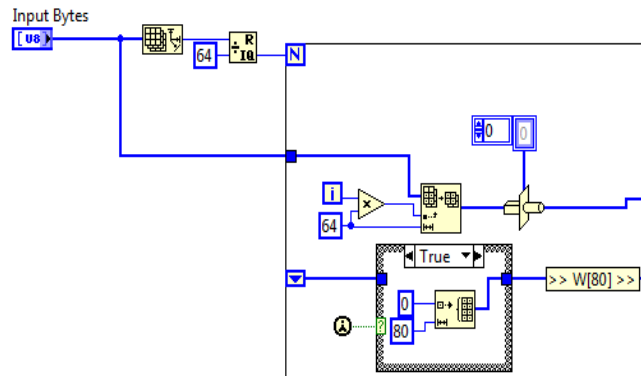 Input Bytes
[U8]
64
R
IQ
N
0
0
i
x
64
True
0
80
?
>> W[80] >>